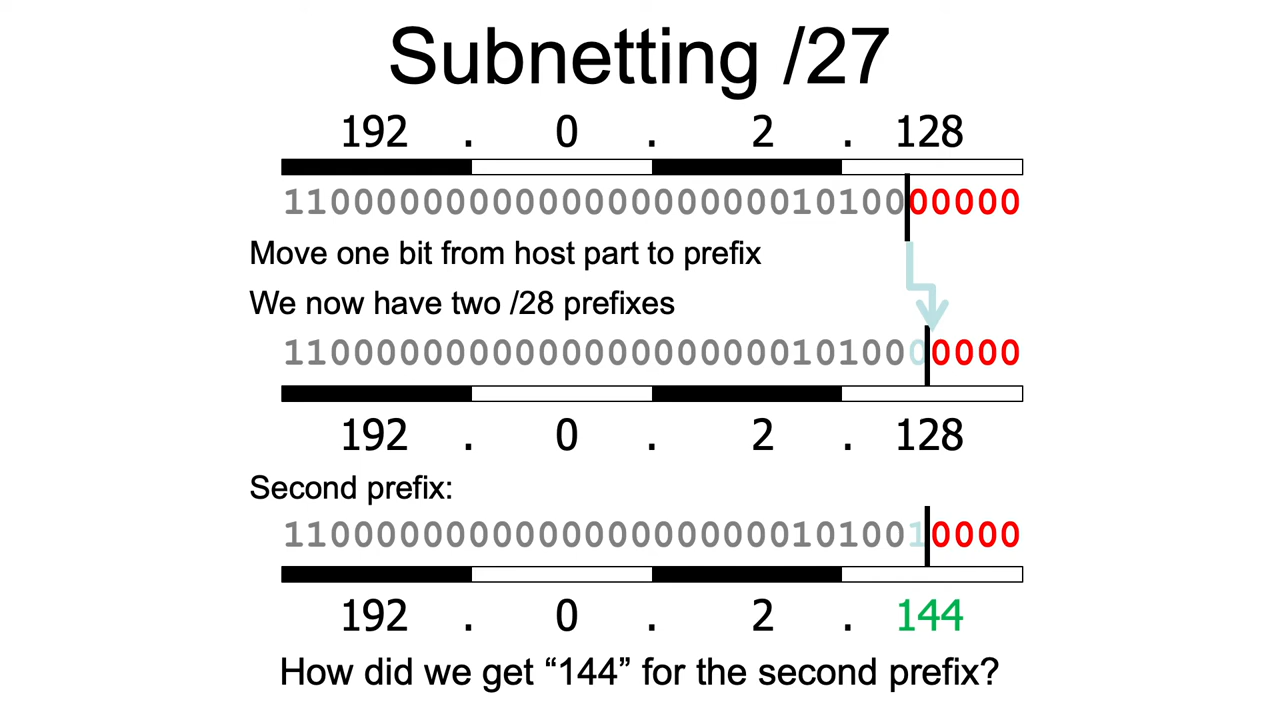 Subnetting /27
192 . 0 . 2 . 128
11000000000000000000001010000000
Move one bit from host part to prefix
We now have two /28 prefixes
11000000000000000000001010000000
192 . 0 . 2 . 128
Second prefix:
11000000000000000000001010010000
192 . 0 . 2 . 144
How did we get “144” for the second prefix?